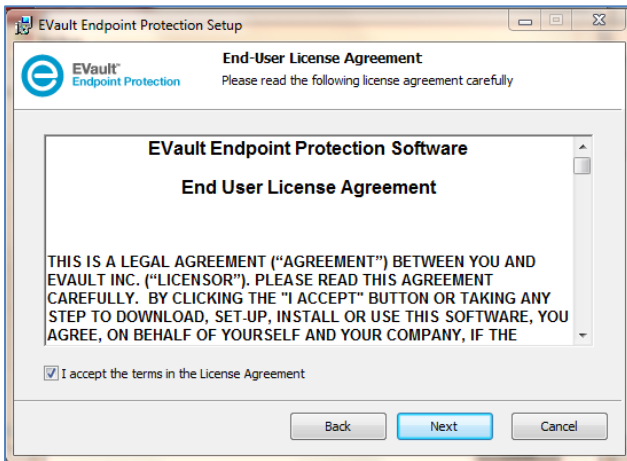 EVault Endpoint Protection Setup
EVault™
Endpoint Protection
End-User License Agreement
Please read the following license agreement carefully
EVault Endpoint Protection Software
End User License Agreement
THIS IS A LEGAL AGREEMENT (“AGREEMENT”) BETWEEN YOU AND
EVAULT INC. (“LICENSOR”). PLEASE READ THIS AGREEMENT
CAREFULLY.  BY CLICKING THE "I ACCEPT" BUTTON OR TAKING ANY
STEP TO DOWNLOAD, SET-UP, INSTALL OR USE THIS SOFTWARE, YOU
AGREE, ON BEHALF OF YOURSELF AND YOUR COMPANY, IF THE
I accept the terms in the License Agreement
Back Next Cancel